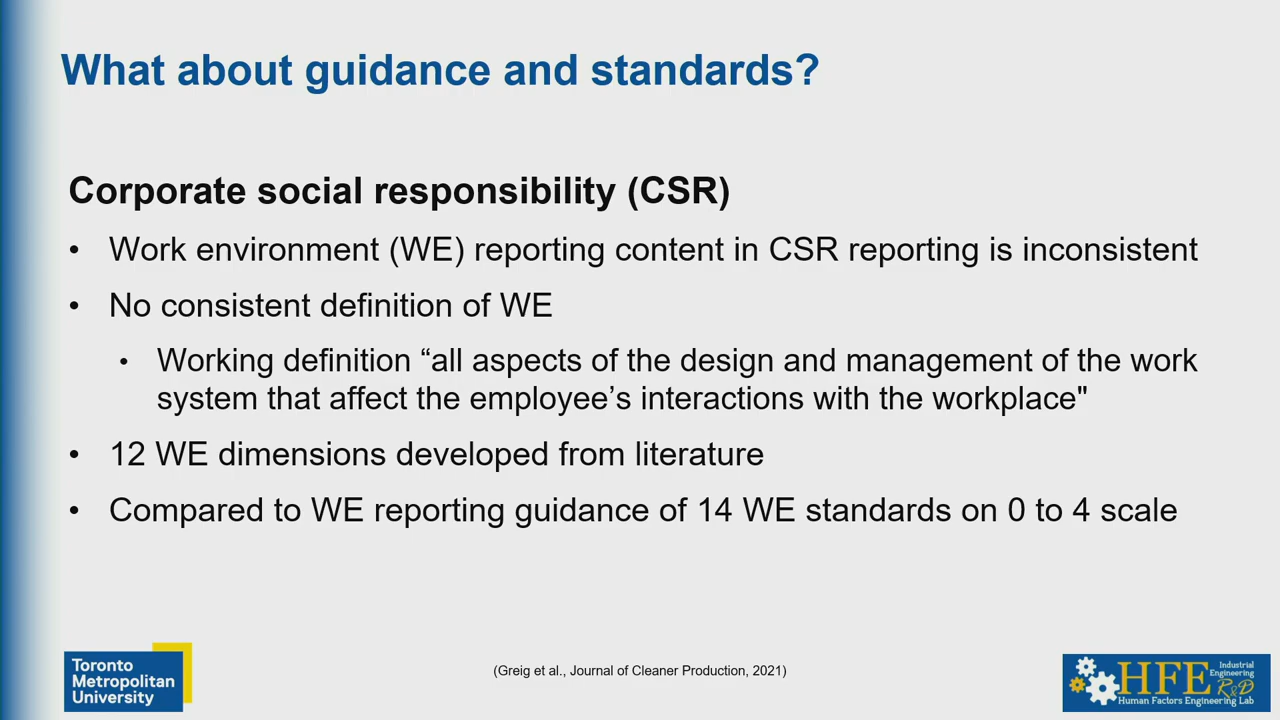 What about guidance and standards?
Corporate social responsibility (CSR)
• Work environment (WE) reporting content in CSR reporting is inconsistent
• No consistent definition of WE
• Working definition “all aspects of the design and management of the work
system that affect the employee’s interactions with the workplace"
• 12 WE dimensions developed from literature
• Compared to WE reporting guidance of 14 WE standards on 0 to 4 scale
Toronto
Metropolitan
University
(Greig et al., Journal of Cleaner Production, 2021)
HFE Industrial
Engineering
R&D
Human Factors Engineering Lab